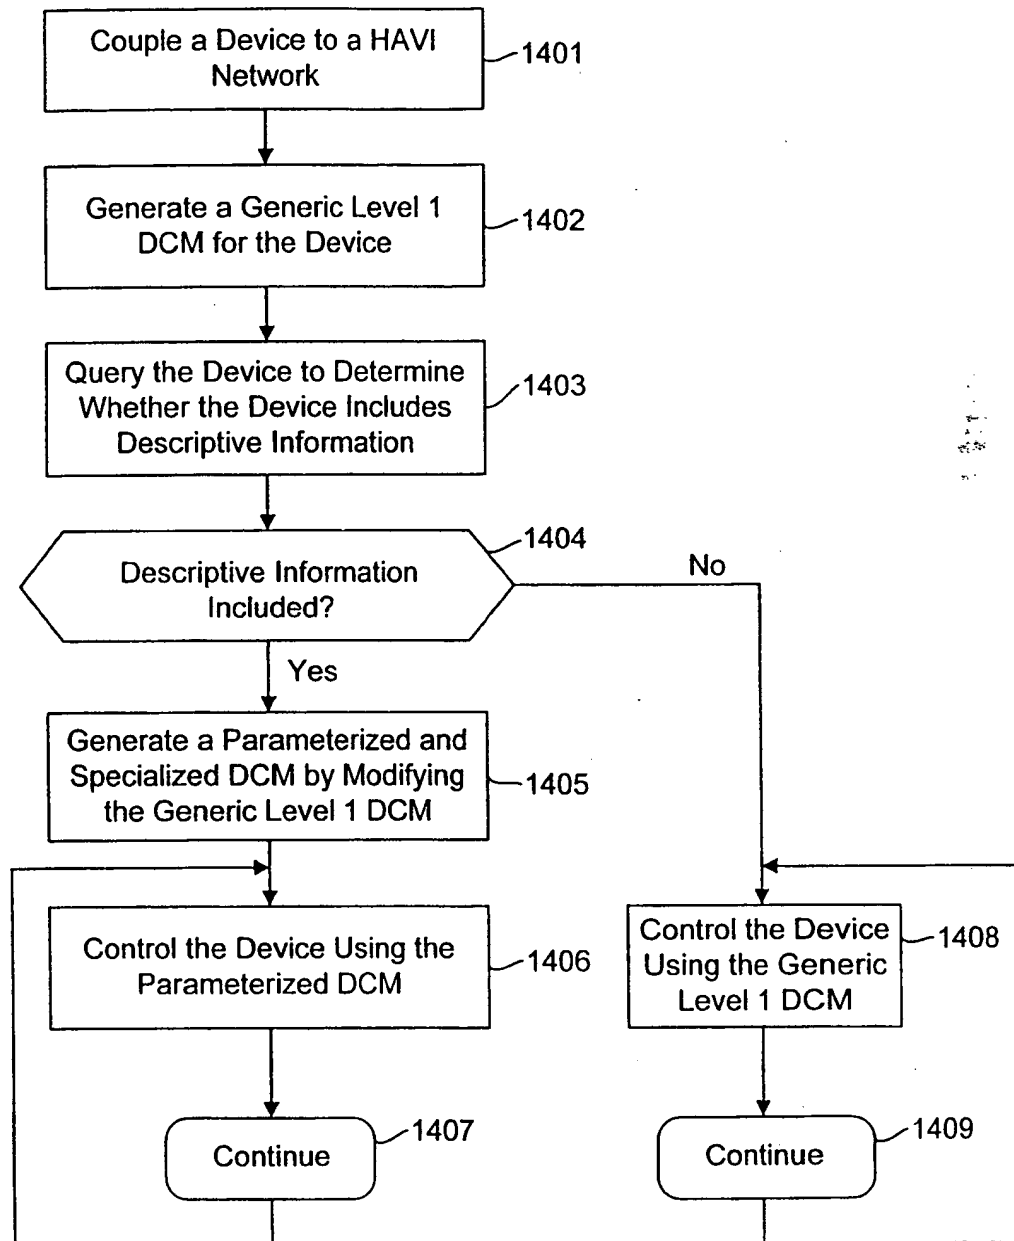 Couple a Device to a HAVI
Network
1401
Generate a Generic Level 1
DCM for the Device
1402
Query the Device to Determine
Whether the Device Includes
Descriptive Information
1403
Descriptive Information
Included?
1404
No
Yes
Generate a Parameterized and
Specialized DCM by Modifying
the Generic Level 1 DCM
1405
Control the Device Using the
Parameterized DCM
1406
Control the Device
Using the Generic
Level 1 DCM
1408
Continue
1407
Continue
1409